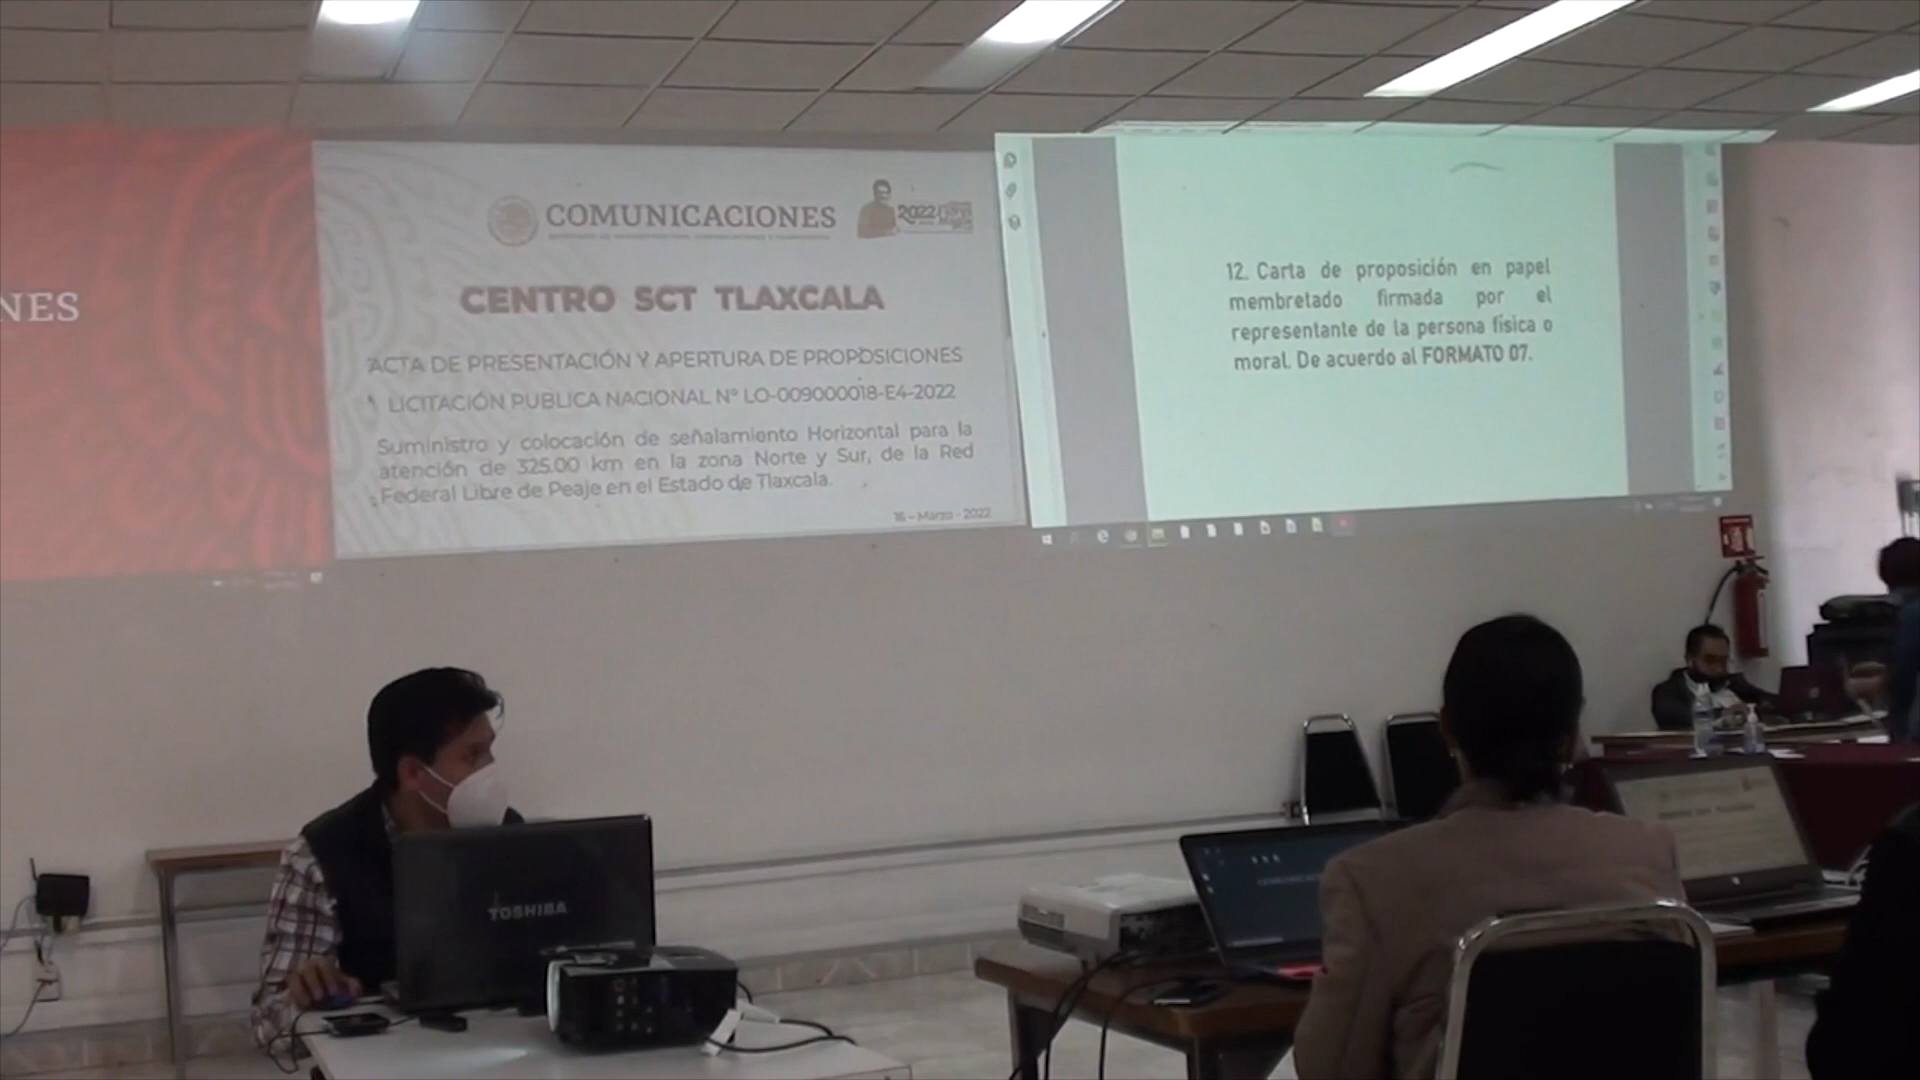 NES
COMUNICACIONES
2022
CENTRO SCT TLAXCALA
ACTA DE PRESENTACIÓN Y APERTURA DE PROPOSICIONES
LICITACIÓN PUBLICA NACIONAL Nº LO-009000018-E4-2022
Suministro y colocación de señalamiento Horizontal para la
atención de 325.00 km en la zona Norte y Sur, de la Red
Federal Libre de Peaje en el Estado de Tlaxcala.
16 - Marzo - 2022
12. Carta de proposición en papel
membretado firmada por el
representante de la persona física o
moral. De acuerdo al FORMATO 07.
TOSHIBA